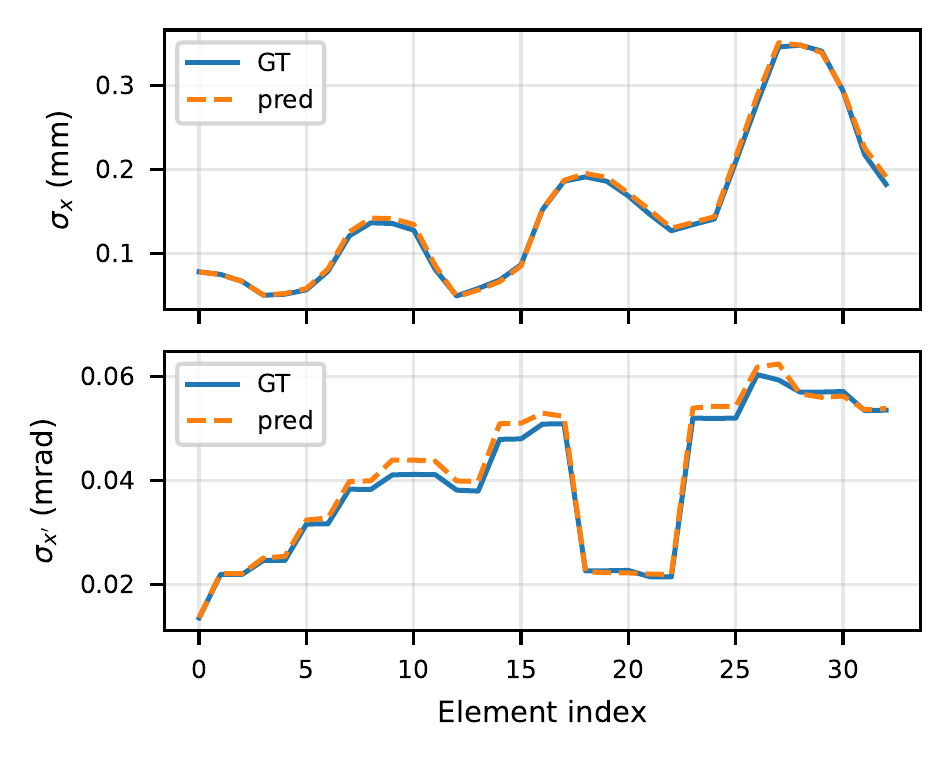 GT
pred
0.3
0.2
0.1
σx (mm)
GT
pred
0.06
0.04
0.02
σx′ (mrad)
0 5 10 15 20 25 30
Element index